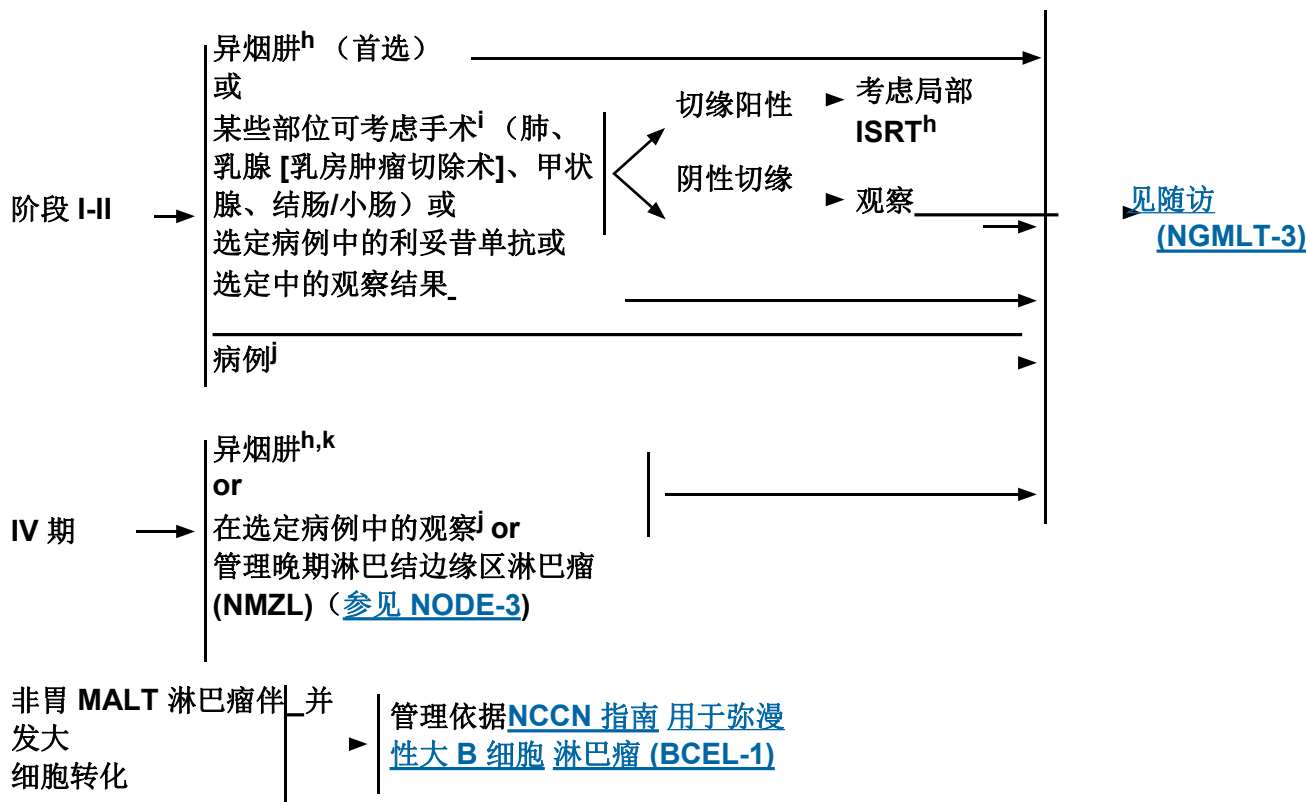 异烟肼h （首选）
或
某些部位可考虑手术i （肺、
乳腺 [乳房肿瘤切除术]、甲状
腺、结肠/小肠）或
选定病例中的利妥昔单抗或
选定中的观察结果_
病例j
阶段 I-II
切缘阳性
考虑局部
ISRTh
阴性切缘
观察
见随访
(NGMLT-3)
IV 期
异烟肼h,k
or
在选定病例中的观察j or
管理晚期淋巴结边缘区淋巴瘤
(NMZL)（参见 NODE-3)
非胃 MALT 淋巴瘤伴_并
发大
细胞转化
管理依据NCCN 指南 用于弥漫
性大 B 细胞 淋巴瘤 (BCEL-1)